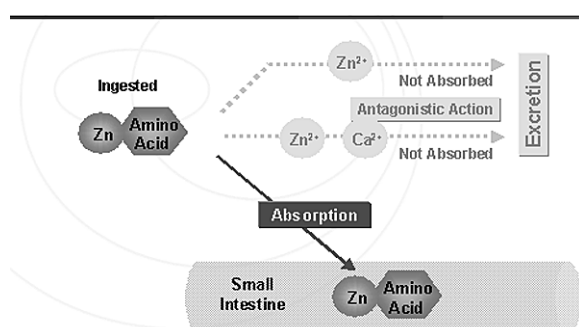 Zn²⁺
Not Absorbed
Ingested
Zn
Amino
Acid
Antagonistic Action
Zn²⁺
Ca²⁺
Not Absorbed
Excretion
Absorption
Small
Intestine
Zn
Amino
Acid